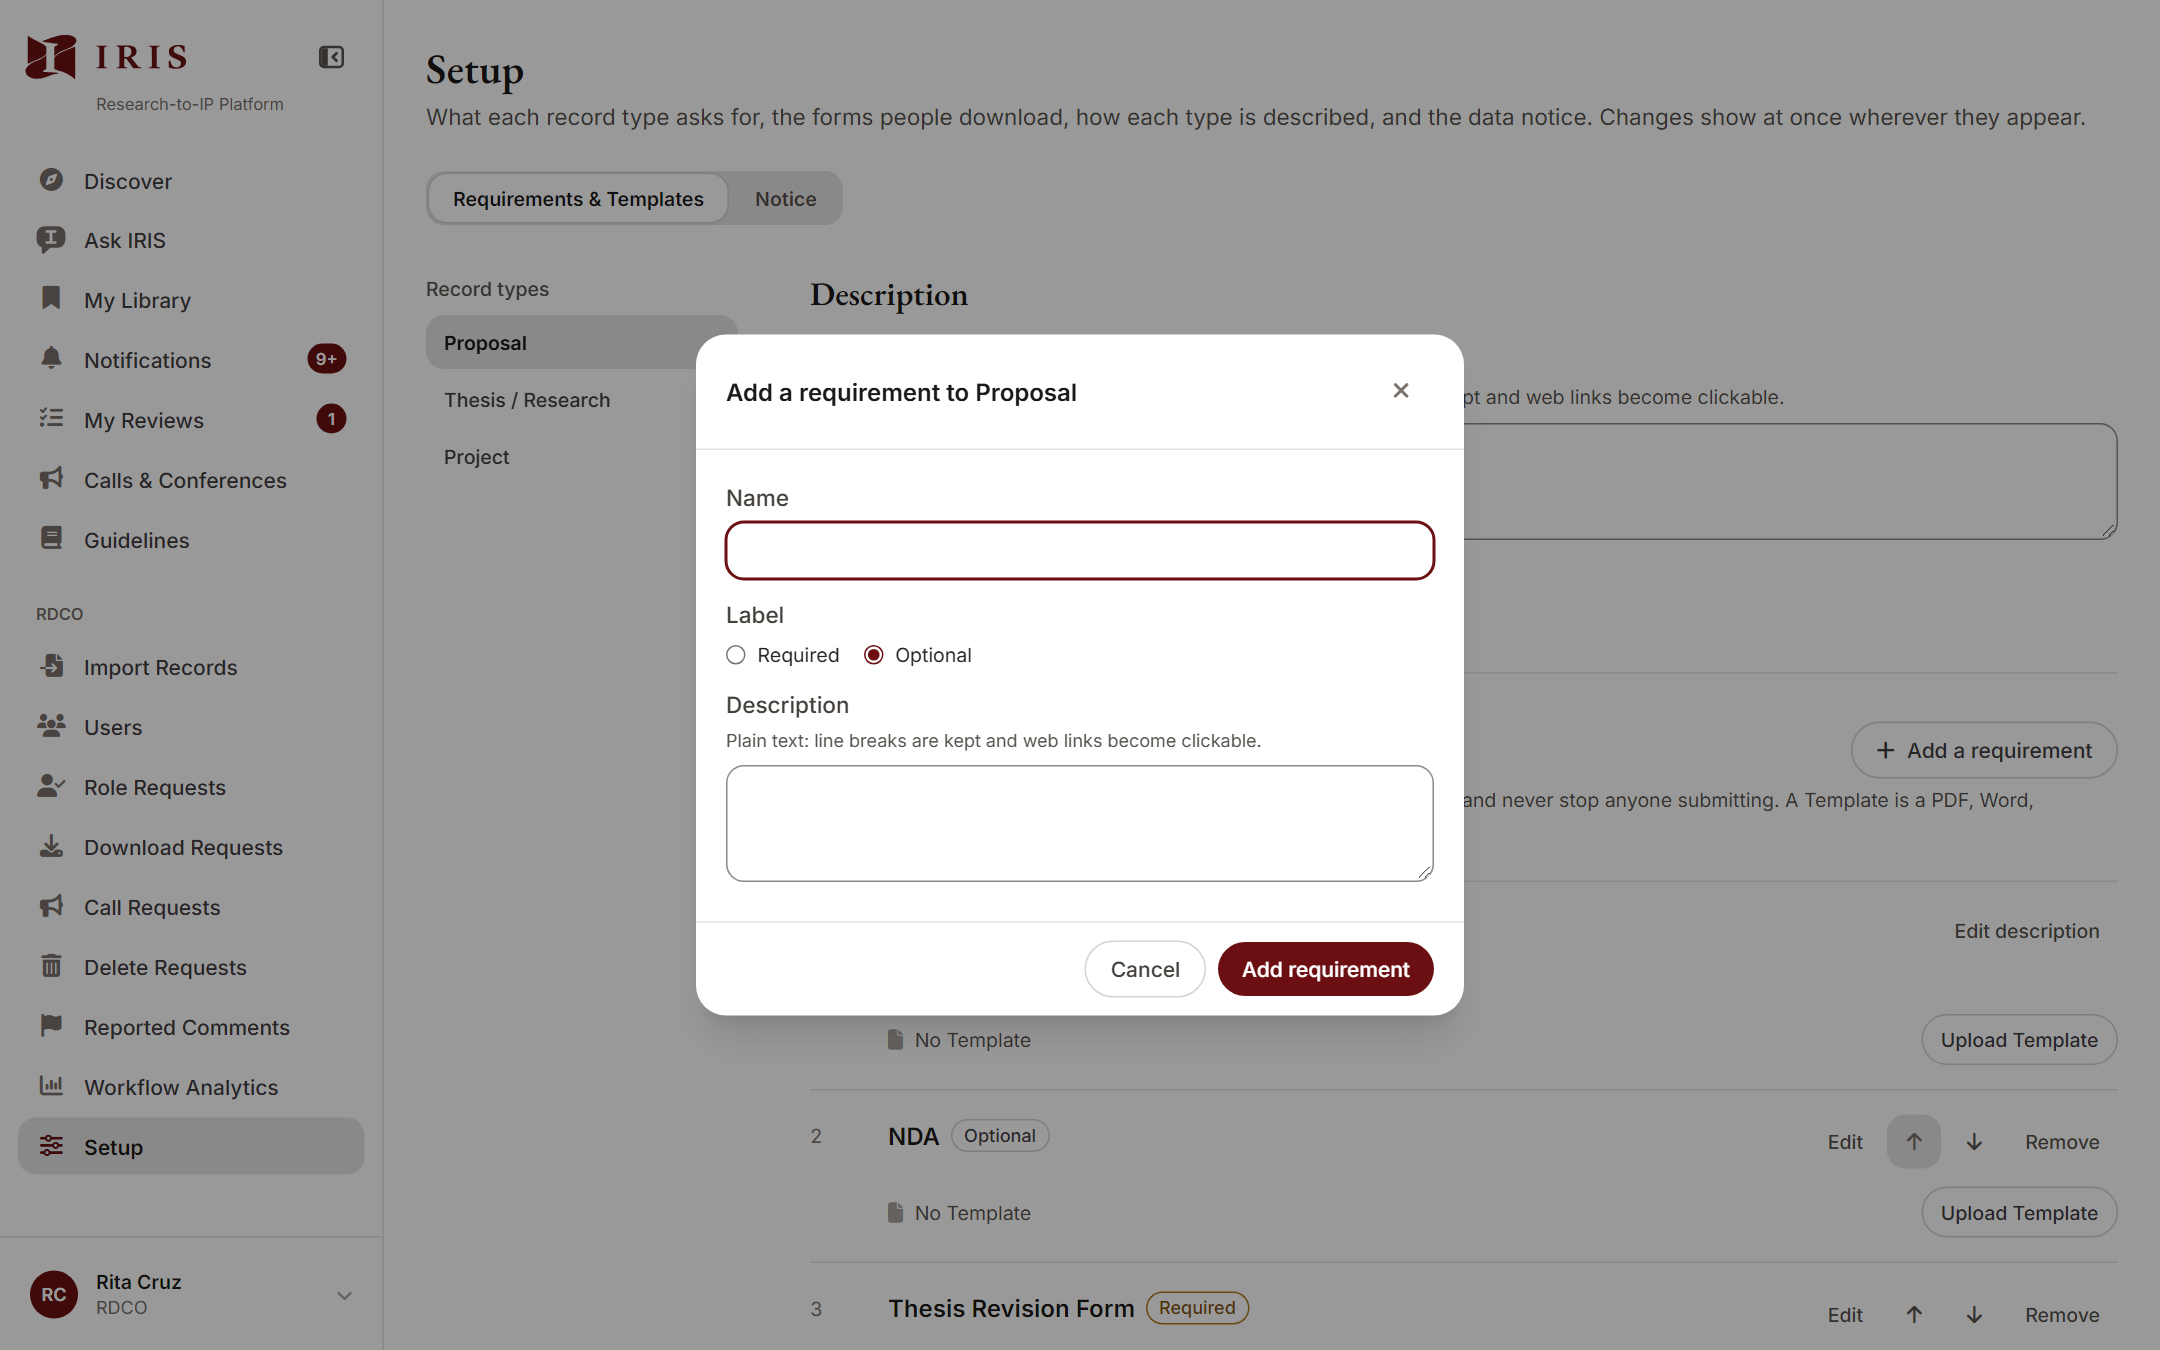 IRIS
Research-to-IP Platform
Discover
Ask IRIS
My Library
Notifications 9+
My Reviews 1
Calls & Conferences
Guidelines
RDCO
Import Records
Users
Role Requests
Download Requests
Call Requests
Delete Requests
Reported Comments
Workflow Analytics
Setup
RC
Rita Cruz
RDCO
Setup
What each record type asks for, the forms people download, how each type is described, and the data notice. Changes show at once wherever they appear.
Requirements & Templates
Notice
Record types
Proposal
Thesis / Research
Project
Description
pt and web links become clickable.
+ Add a requirement
and never stop anyone submitting. A Template is a PDF, Word,
Edit description
No Template
Upload Template
2 NDA Optional Edit Remove
No Template
Upload Template
3 Thesis Revision Form Required Edit Remove
Add a requirement to Proposal
Name
Label
Required Optional
Description
Plain text: line breaks are kept and web links become clickable.
Cancel
Add requirement